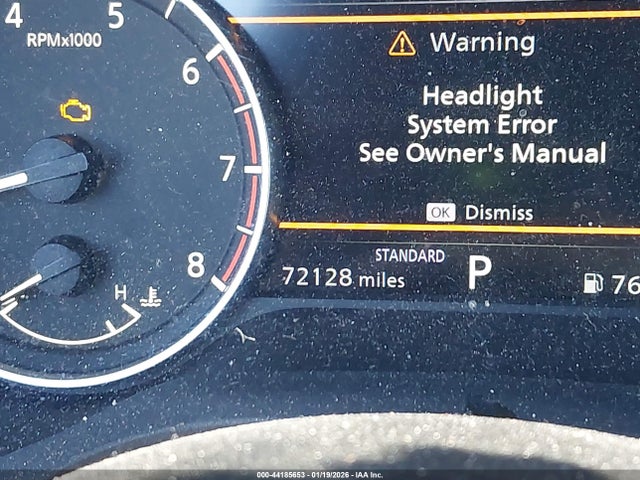 4
5
RPMx1000
6
7
8
H
Warning
Headlight
System Error
See Owner's Manual
OK Dismiss
STANDARD
72128 miles
P
76
000-44185653 - 01/19/2026 - IAA Inc.